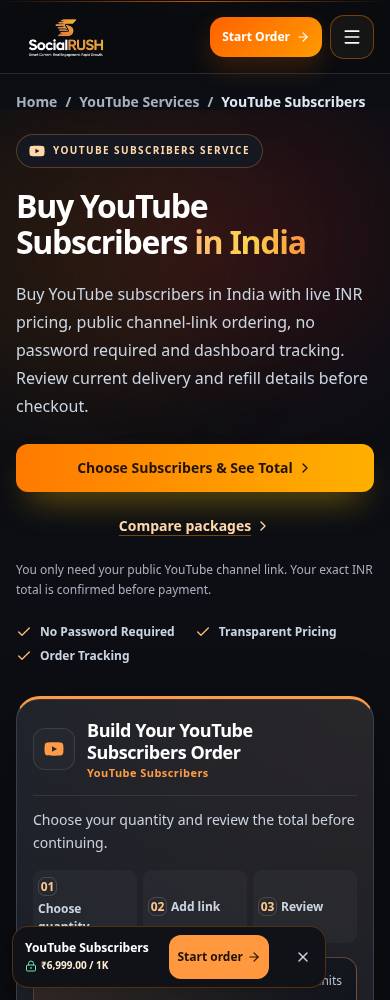 SocialRUSH
Start Order
Home / YouTube Services / YouTube Subscribers
YOUTUBE SUBSCRIBERS SERVICE
Buy YouTube
Subscribers in India
Buy YouTube subscribers in India with live INR
pricing, public channel-link ordering, no
password required and dashboard tracking.
Review current delivery and refill details before
checkout.
Choose Subscribers & See Total
Compare packages
You only need your public YouTube channel link. Your exact INR
total is confirmed before payment.
No Password Required
Transparent Pricing
Order Tracking
Build Your YouTube
Subscribers Order
YouTube Subscribers
Choose your quantity and review the total before
continuing.
01
Choose
quantity
02 Add link
03 Review
YouTube Subscribers
₹6,999.00 / 1K
Start order